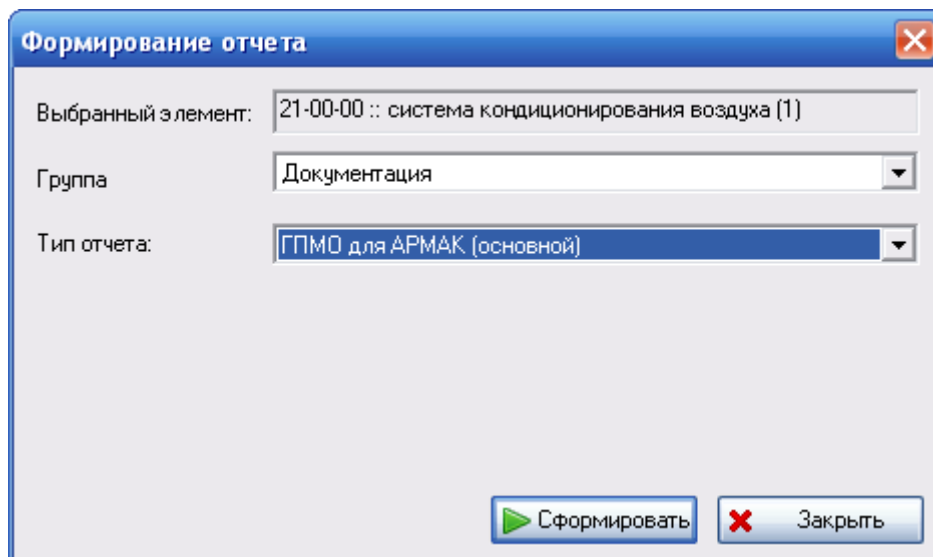 Формирование отчета
Выбранный элемент: 21-00-00 :: система кондиционирования воздуха (1)
Группа Документация
Тип отчета: ГПМО для АРМАК (основной)
Сформировать Закрыть